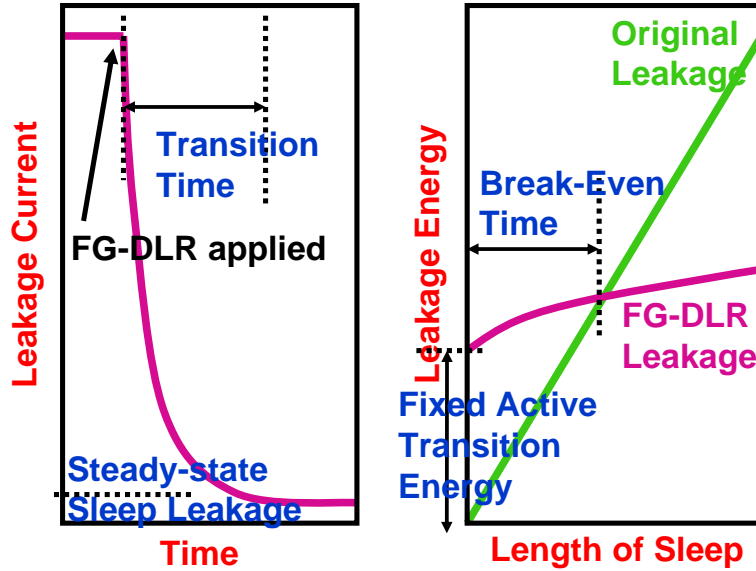 Leakage Current
Transition
Time
FG-DLR applied
Steady-state
Sleep Leakage
Time
Leakage Energy
Original
Leakage
Break-Even
Time
FG-DLR
Leakage
Fixed Active
Transition
Energy
Length of Sleep